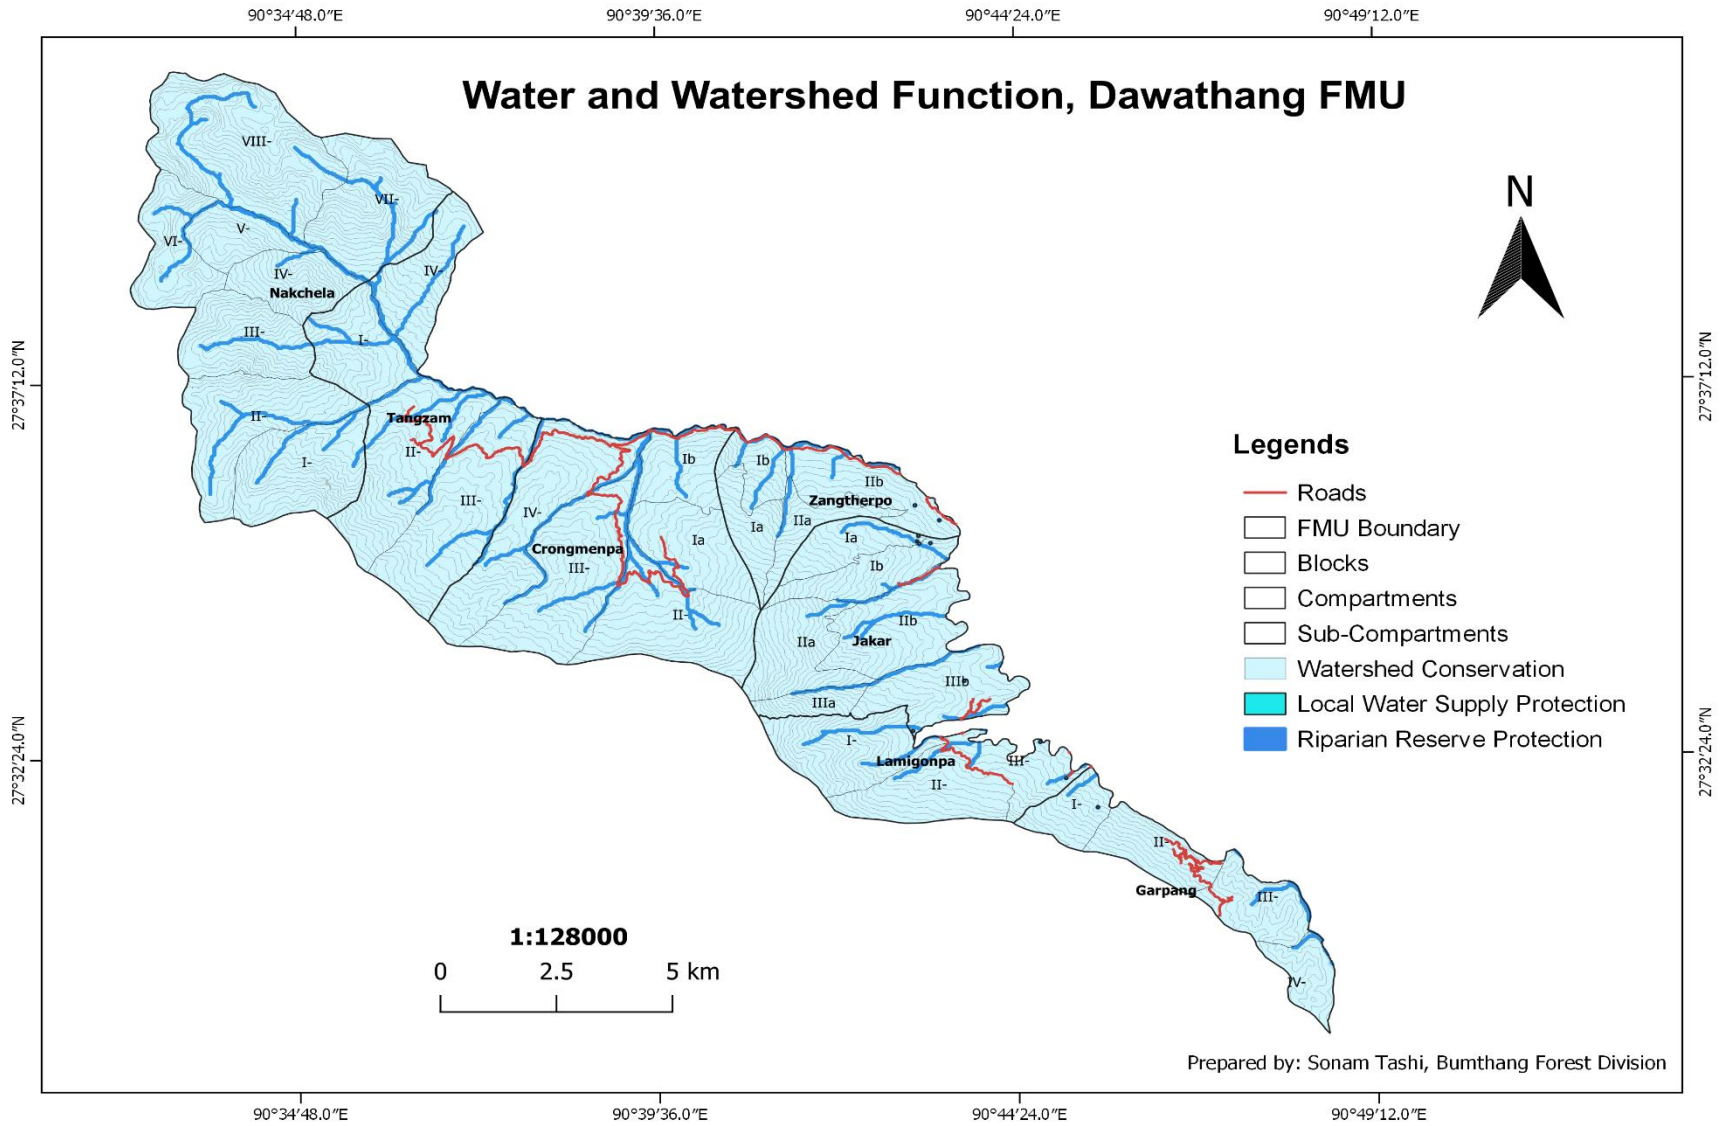 90°34′48.0″E 90°39′36.0″E 90°44′24.0″E 90°49′12.0″E
Water and Watershed Function, Dawathang FMU
N
VIII-
VII-
V-
VI-
IV-
IV-
Nakchela
III-
I-
27°37′12.0″N
27°37′12.0″N
II-
Tangzam
I-
II-
III-
IV-
Crongmenpa
III-
Ib
Ia
II-
Ib
IIb
Zangtherpo
Ia
IIa
Ia
Ib
IIb
IIa
Jakar
IIIb
IIIa
I-
Lamigonpa
III-
II-
I-
II-
Garpang
III-
IV-
27°32′24.0″N
27°32′24.0″N
Legends
Roads
FMU Boundary
Blocks
Compartments
Sub-Compartments
Watershed Conservation
Local Water Supply Protection
Riparian Reserve Protection
1:128000
0 2.5 5 km
Prepared by: Sonam Tashi, Bumthang Forest Division
90°34′48.0″E 90°39′36.0″E 90°44′24.0″E 90°49′12.0″E